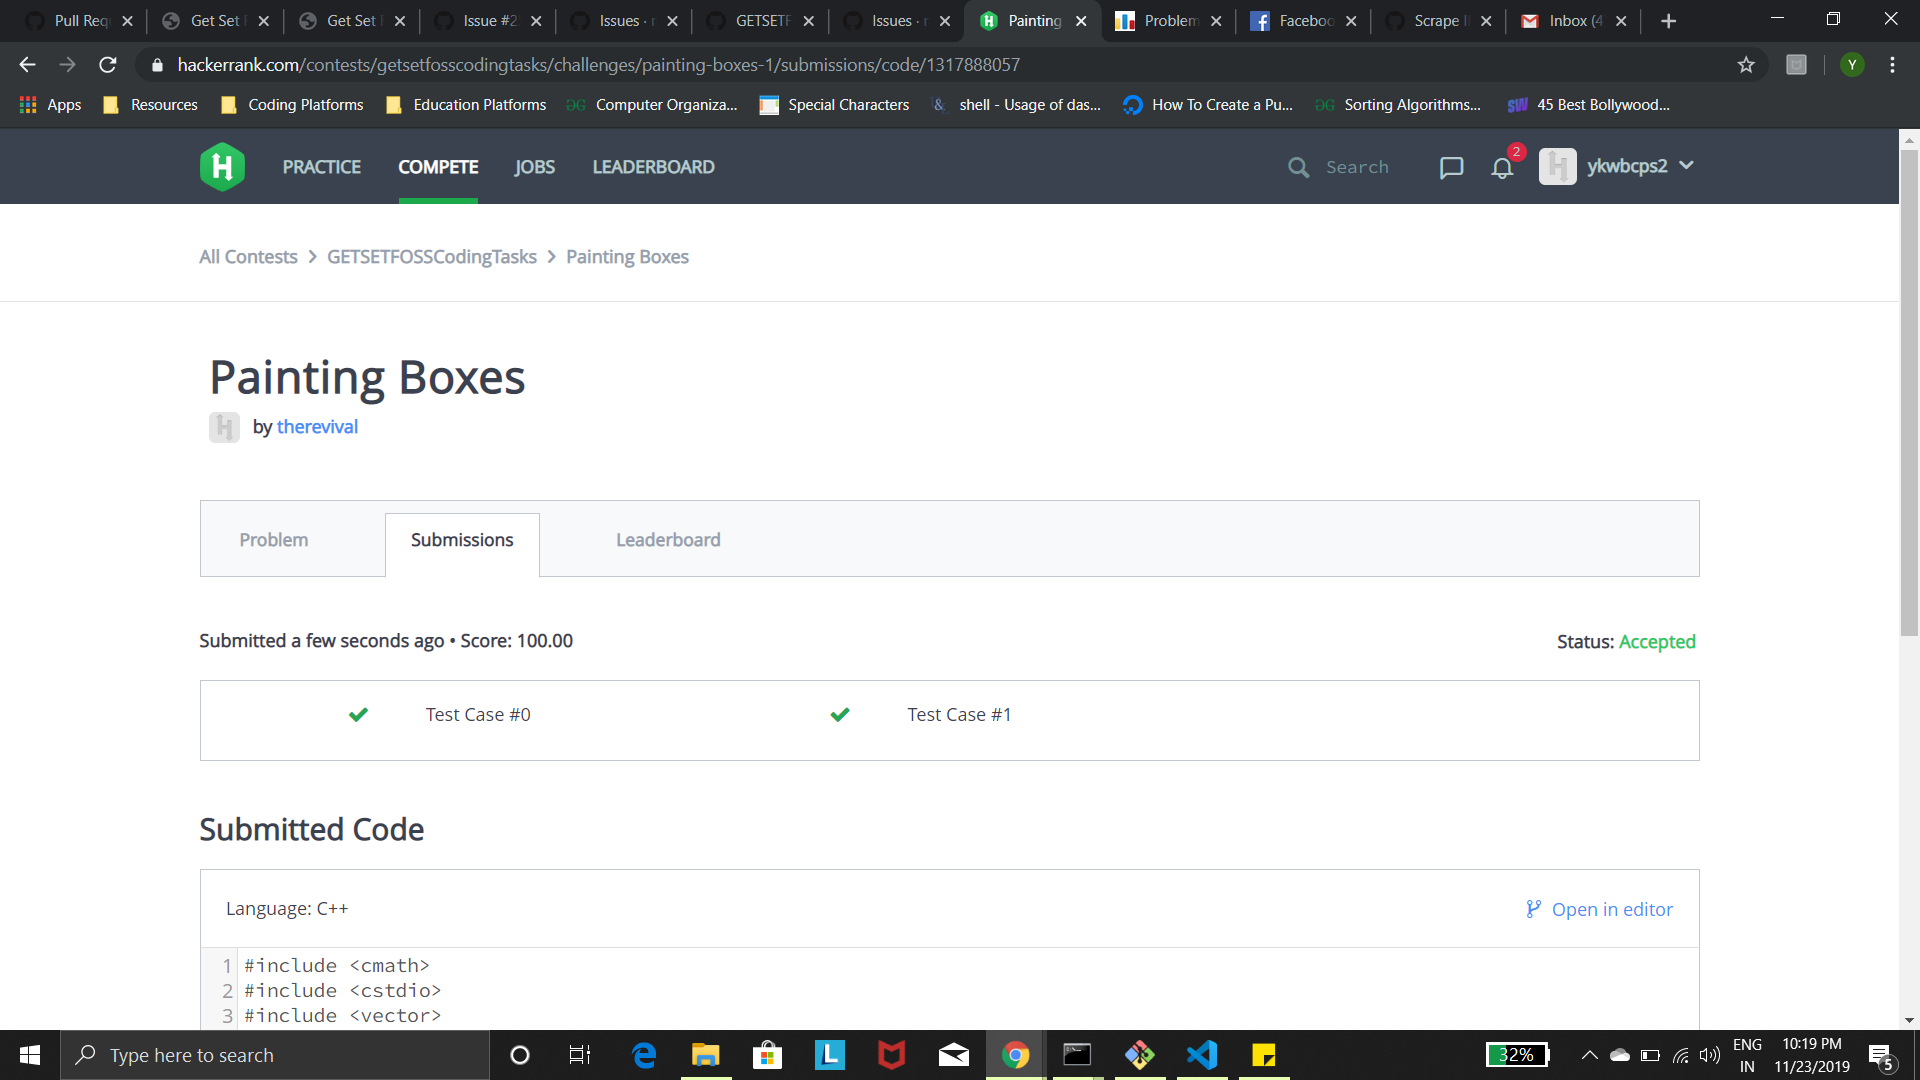 Pull Req
Get Set
Get Set
Issue #2
Issues ·
GETSETF
Issues ·
Painting
Problem
Faceboo
Scrape I
Inbox (4
hackerrank.com/contests/getsetfosscodingtasks/challenges/painting-boxes-1/submissions/code/1317888057
Y
Apps
Resources
Coding Platforms
Education Platforms
Computer Organiza...
Special Characters
shell - Usage of das...
How To Create a Pu...
Sorting Algorithms...
45 Best Bollywood...
PRACTICE
COMPETE
JOBS
LEADERBOARD
Search
2
ykwbcps2
All Contests > GETSETFOSSCodingTasks > Painting Boxes
Painting Boxes
by therevival
Problem
Submissions
Leaderboard
Submitted a few seconds ago • Score: 100.00
Status: Accepted
Test Case #0
Test Case #1
Submitted Code
Language: C++
Open in editor
1 #include <cmath>
2 #include <cstdio>
3 #include <vector>
Type here to search
32%
ENG
IN
10:19 PM
11/23/2019
5